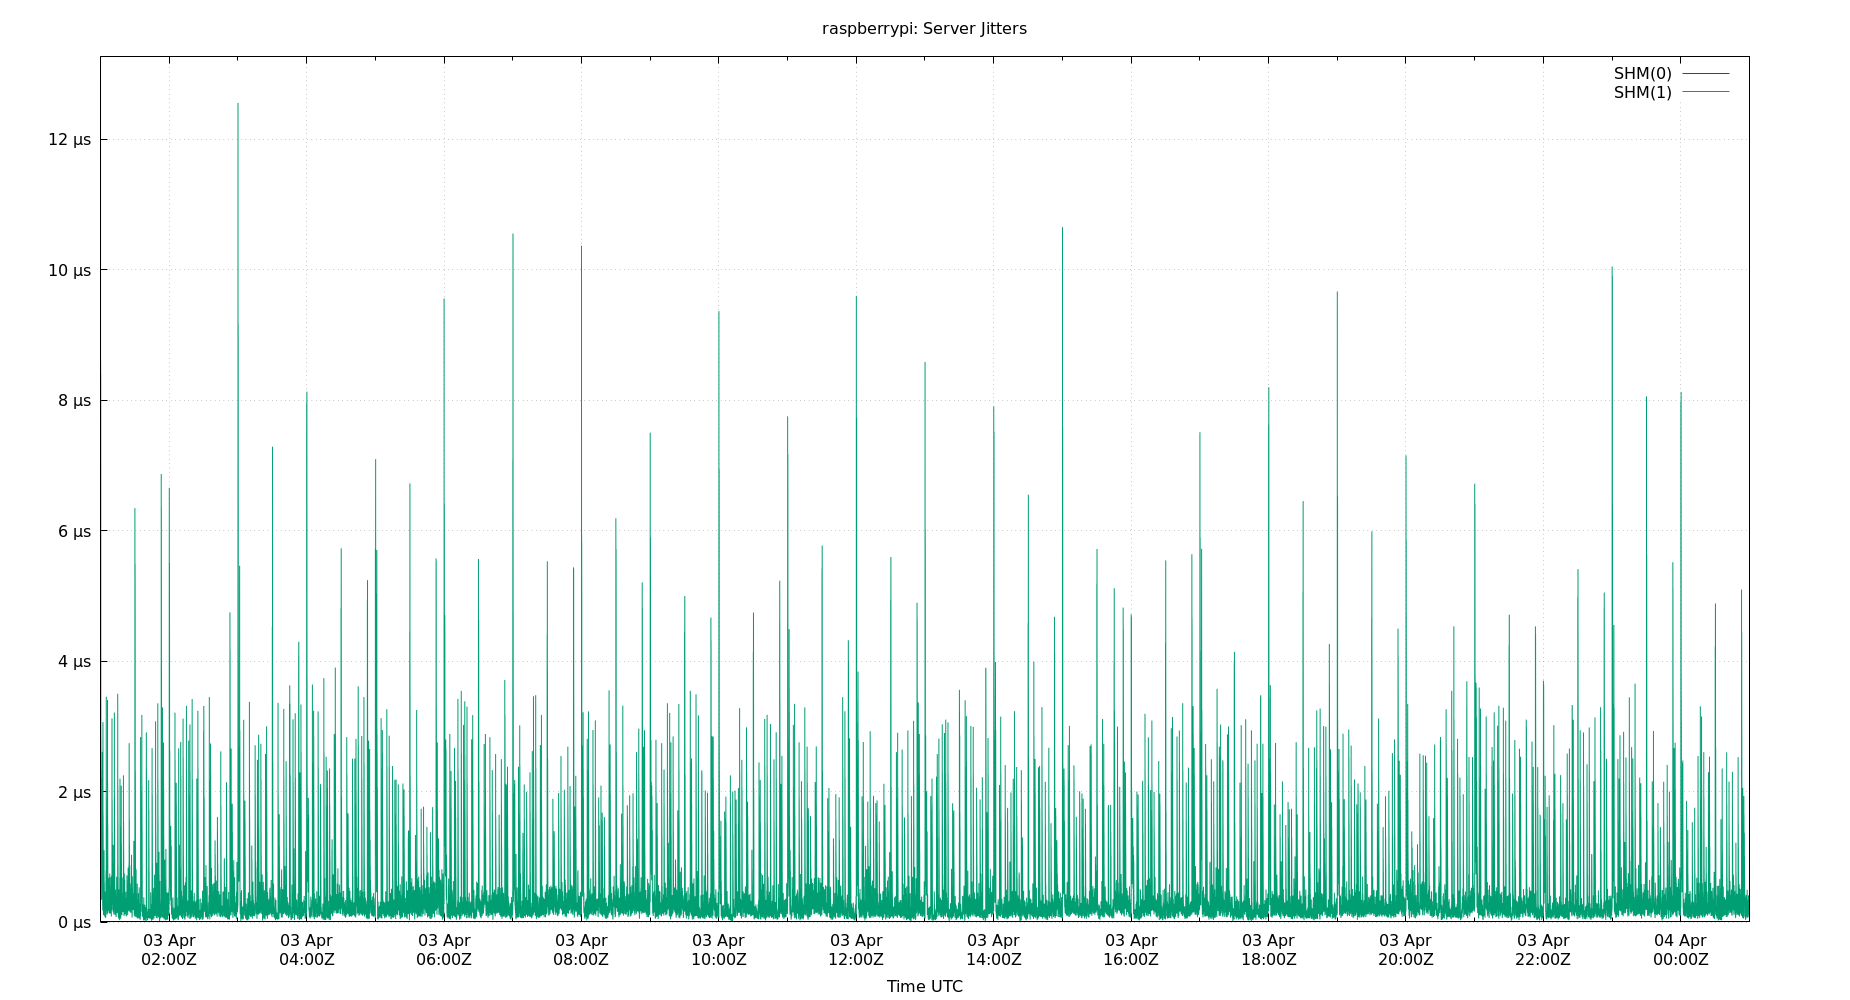 raspberrypi: Server Jitters
SHM(0)
SHM(1)
12 µs
10 µs
8 µs
6 µs
4 µs
2 µs
0 µs
03 Apr 03 Apr 03 Apr 03 Apr 03 Apr 03 Apr 03 Apr 03 Apr 03 Apr 03 Apr 03 Apr 04 Apr
02:00Z 04:00Z 06:00Z 08:00Z 10:00Z 12:00Z 14:00Z 16:00Z 18:00Z 20:00Z 22:00Z 00:00Z
Time UTC